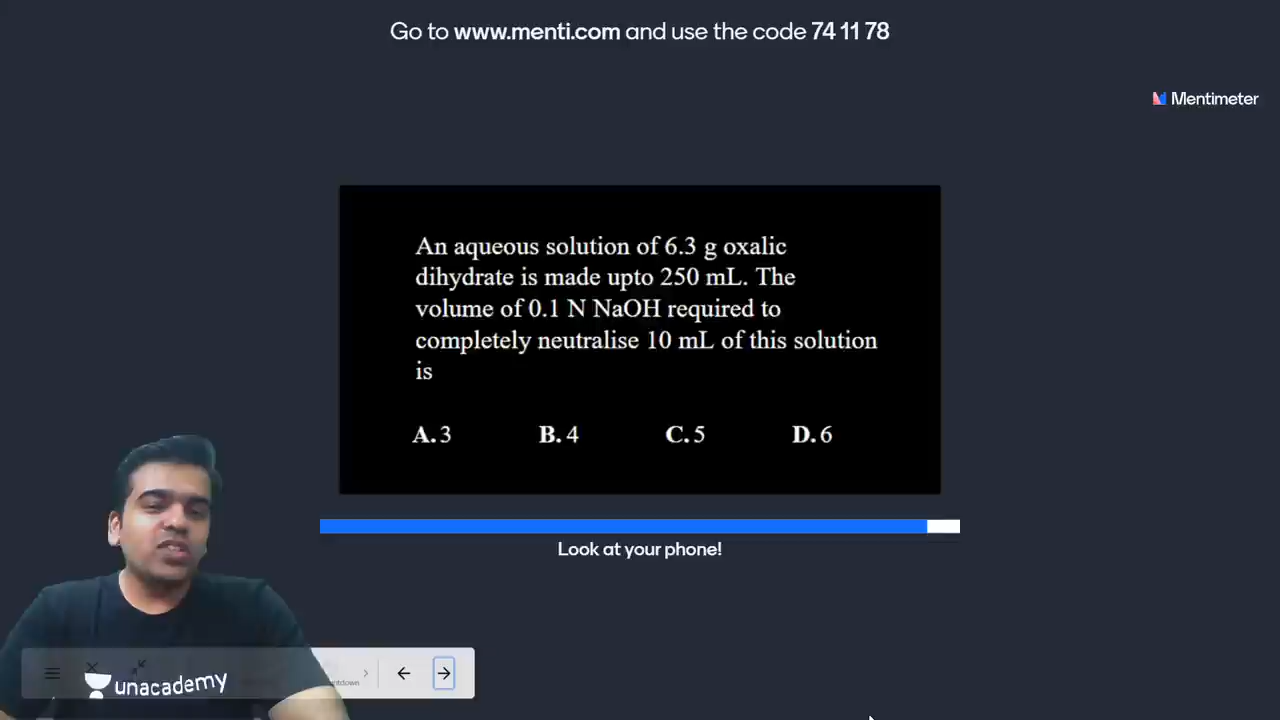 Go to www.menti.com and use the code 74 11 78
Mentimeter
An aqueous solution of 6.3 g oxalic
dihydrate is made upto 250 mL. The
volume of 0.1 N NaOH required to
completely neutralise 10 mL of this solution
is
A. 3 B. 4 C. 5 D. 6
Look at your phone!
unacademy